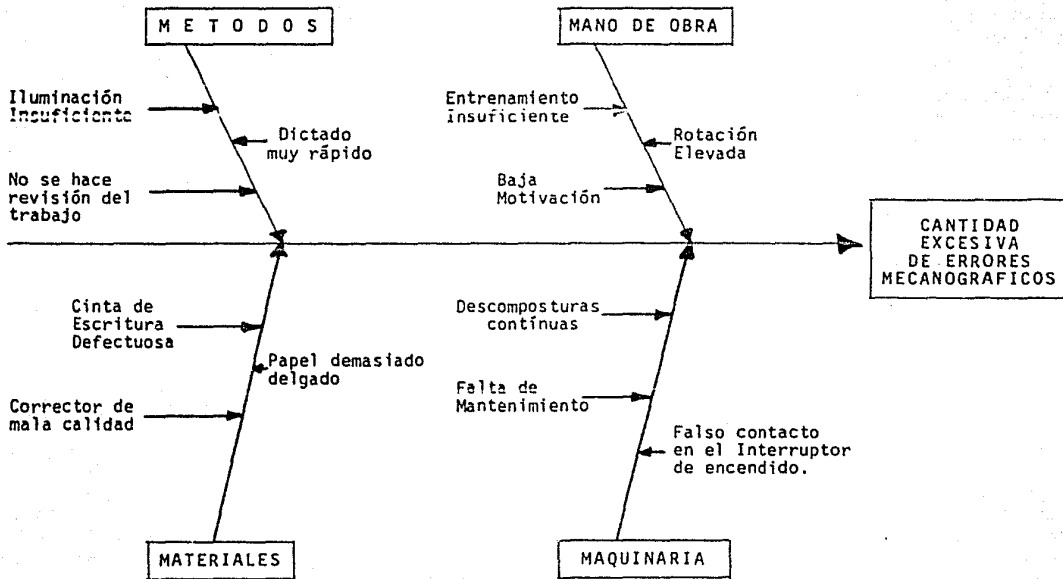 M E T O D O S
MANO DE OBRA
Iluminación
Insuficiente
Dictado
muy rápido
No se hace
revisión del
trabajo
Entrenamiento
Insuficiente
Rotación
Elevada
Baja
Motivación
CANTIDAD
EXCESIVA
DE ERRORES
MECANOGRAFICOS
Cinta de
Escritura
Defectuosa
Papel demasiado
delgado
Corrector de
mala calidad
Descomposturas
contínuas
Falta de
Mantenimiento
Falso contacto
en el Interruptor
de encendido.
MATERIALES
MAQUINARIA